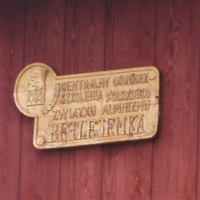 CENTRALNY OŚRODEK
SZKOLENIA POLSKIEGO
ZWIĄZKU ALPINIZMU
BETLEJEMKA